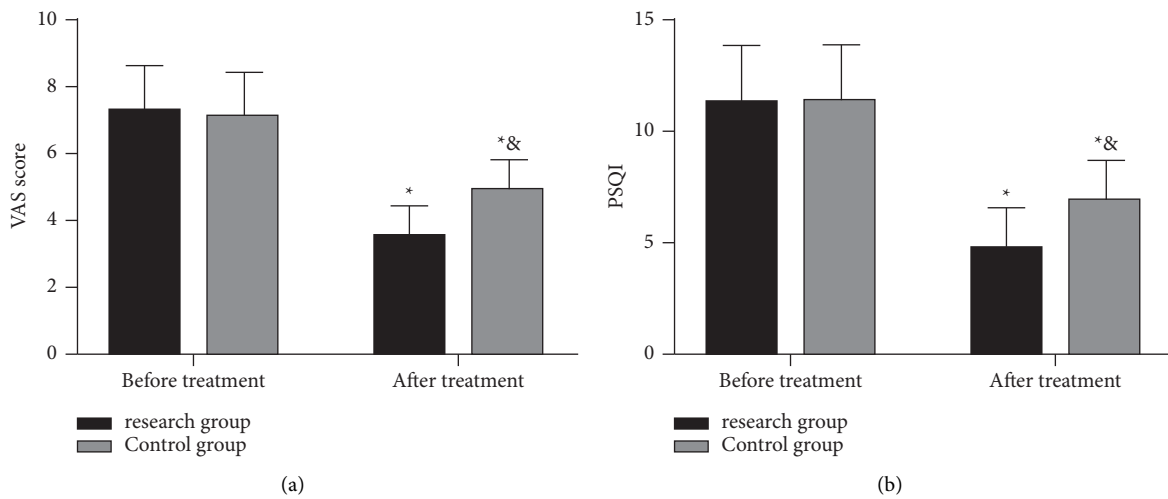 10
8
6
4
2
0
VAS score
*
*&
Before treatment
After treatment
research group
Control group
(a)
15
10
5
0
PSQI
*
*&
Before treatment
After treatment
research group
Control group
(b)